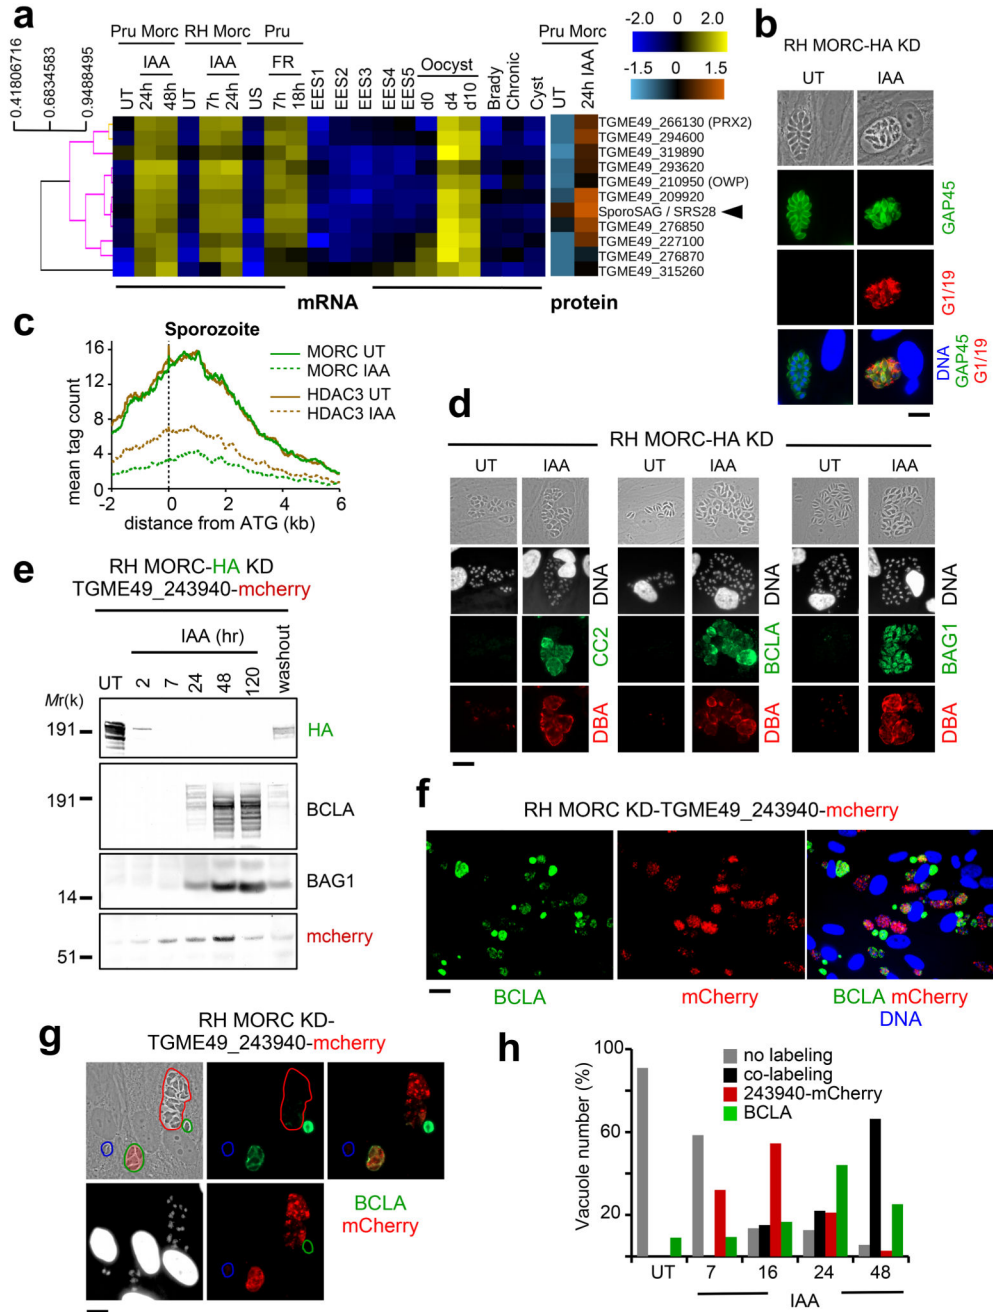 a
Pru Morc RH Morc Pru
IAA IAA FR
0.41806716
0.6834583
0.9488495
UT 24h 48h UT 7h 24h US 7h 18h EES1 EES2 EES3 EES4 EES5 Oocyst d0 d4 d10 Brady Chronic Cyst
-2.0 0 2.0
-1.5 0 1.5
Pru Morc
UT 24h IAA
TGME49_266130 (PRX2)
TGME49_294600
TGME49_319890
TGME49_293620
TGME49_210950 (OWP)
TGME49_209920
SporoSAG / SRS28
TGME49_276850
TGME49_227100
TGME49_276870
TGME49_315260
mRNA protein
b
RH MORC-HA KD
UT IAA
GAP45
G1/19
DNA
GAP45
G1/19
c
Sporozoite
MORC UT
MORC IAA
HDAC3 UT
HDAC3 IAA
mean tag count
16
12
8
4
0
-2 0 2 4 6
distance from ATG (kb)
d
RH MORC-HA KD
UT IAA UT IAA UT IAA
DNA DNA DNA
CC2 BCLA BAG1
DBA DBA DBA
e
RH MORC-HA KD
TGME49_243940-mcherry
IAA (hr)
UT 2 7 24 48 120 washout
Mr(k)
191
HA
191
BCLA
BAG1
14
mcherry
51
f
RH MORC KD-TGME49_243940-mcherry
BCLA mCherry BCLA mCherry
DNA
g
RH MORC KD-
TGME49_243940-mcherry
BCLA
mCherry
h
no labeling
co-labeling
243940-mCherry
BCLA
Vacuole number (%)
100
60
20
UT 7 16 24 48
IAA